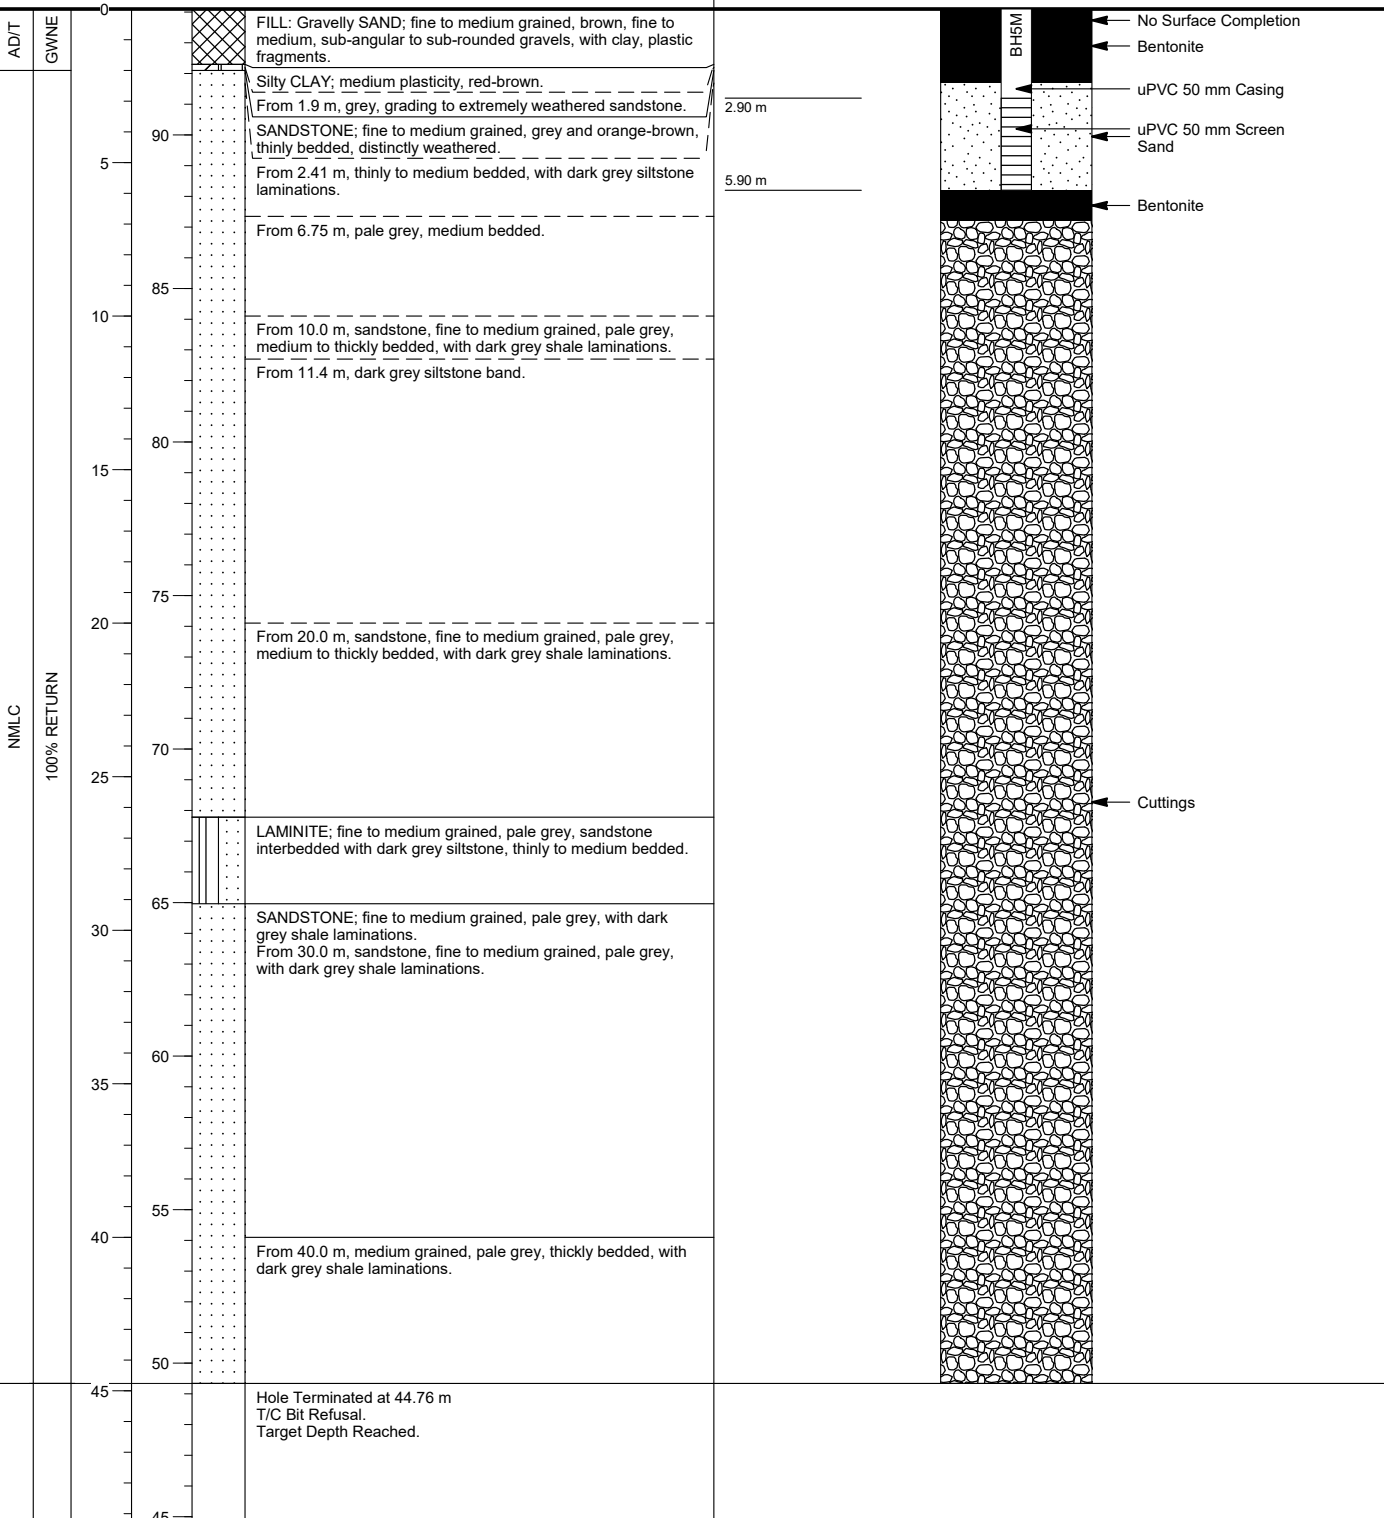 AD/T
GWNE
NMLC
100% RETURN
0
5
10
15
20
25
30
35
40
45
90
85
80
75
70
65
60
55
50
FILL: Gravelly SAND; fine to medium grained, brown, fine to
medium, sub-angular to sub-rounded gravels, with clay, plastic
fragments.
Silty CLAY; medium plasticity, red-brown.
From 1.9 m, grey, grading to extremely weathered sandstone.
SANDSTONE; fine to medium grained, grey and orange-brown,
thinly bedded, distinctly weathered.
From 2.41 m, thinly to medium bedded, with dark grey siltstone
laminations.
From 6.75 m, pale grey, medium bedded.
From 10.0 m, sandstone, fine to medium grained, pale grey,
medium to thickly bedded, with dark grey shale laminations.
From 11.4 m, dark grey siltstone band.
From 20.0 m, sandstone, fine to medium grained, pale grey,
medium to thickly bedded, with dark grey shale laminations.
LAMINITE; fine to medium grained, pale grey, sandstone
interbedded with dark grey siltstone, thinly to medium bedded.
SANDSTONE; fine to medium grained, pale grey, with dark
grey shale laminations.
From 30.0 m, sandstone, fine to medium grained, pale grey,
with dark grey shale laminations.
From 40.0 m, medium grained, pale grey, thickly bedded, with
dark grey shale laminations.
Hole Terminated at 44.76 m
T/C Bit Refusal.
Target Depth Reached.
2.90 m
5.90 m
BH5M
No Surface Completion
Bentonite
uPVC 50 mm Casing
uPVC 50 mm Screen
Sand
Bentonite
Cuttings